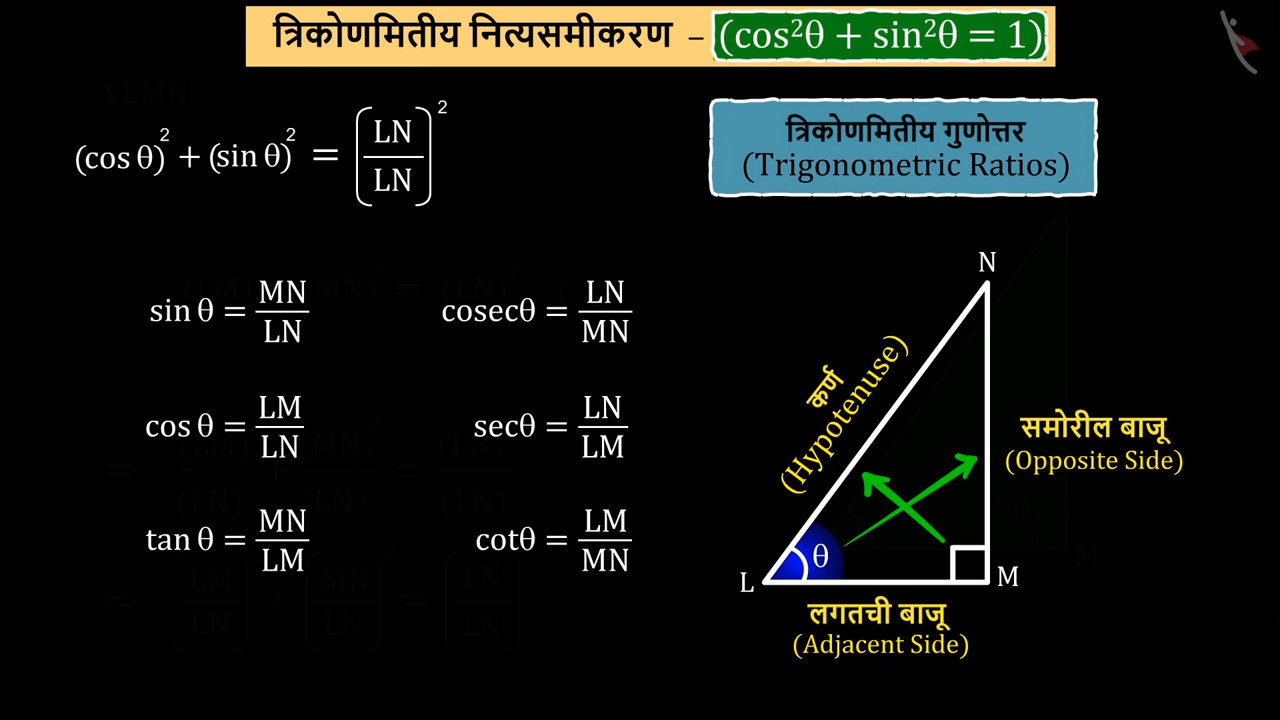 त्रिकोणमितीय नित्यसमीकरण – (cos²θ + sin²θ = 1)
(cos θ)² + (sin θ)² = (LN/LN)²
त्रिकोणमितीय गुणोत्तर
(Trigonometric Ratios)
sin θ = MN/LN
cosecθ = LN/MN
cos θ = LM/LN
secθ = LN/LM
tan θ = MN/LM
cotθ = LM/MN
N
कर्ण
(Hypotenuse)
समोरील बाजू
(Opposite Side)
θ
L
M
लगतची बाजू
(Adjacent Side)